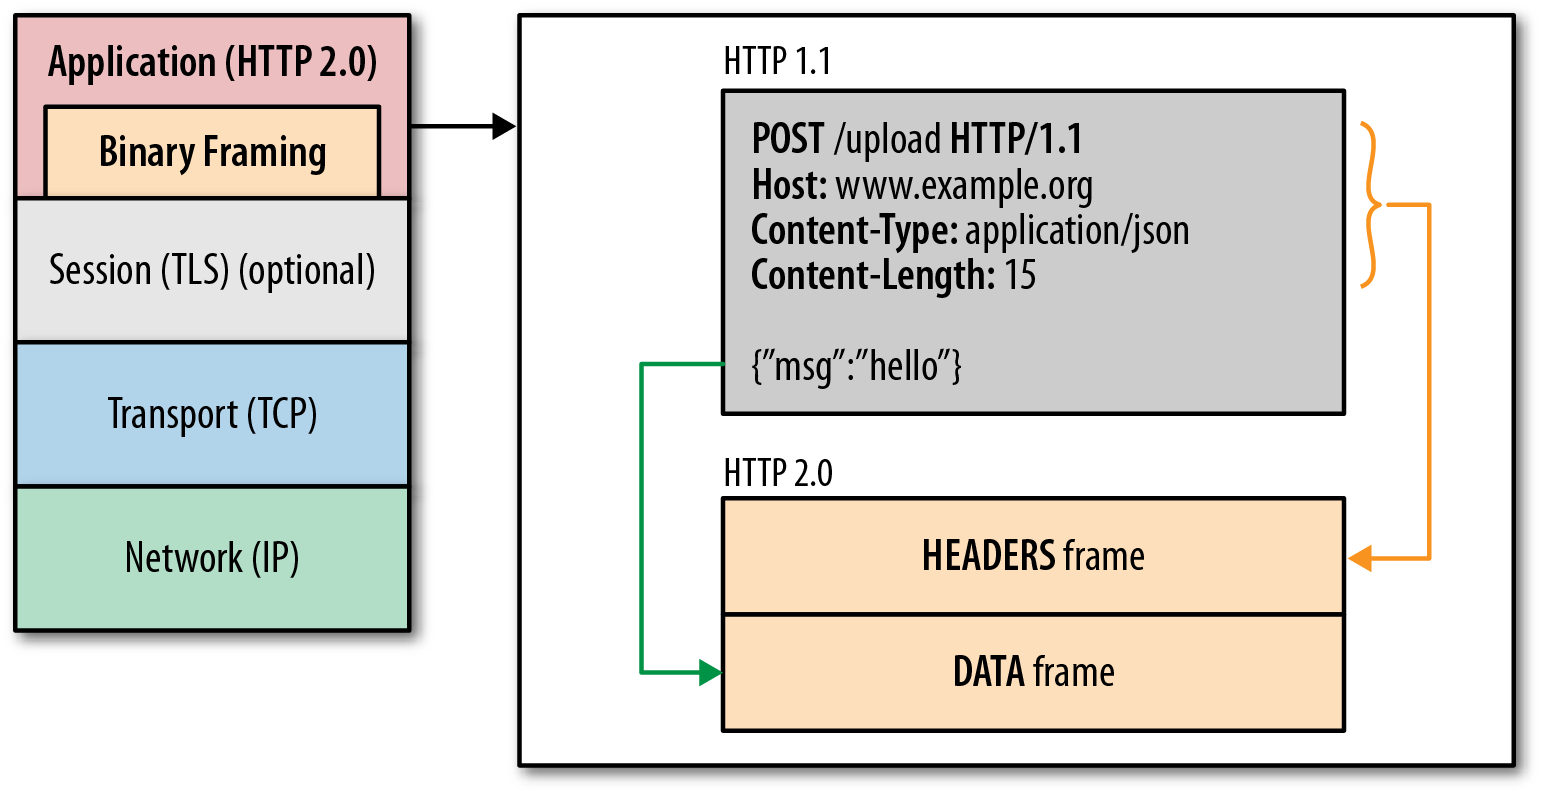 Application (HTTP 2.0)
Binary Framing
Session (TLS) (optional)
Transport (TCP)
Network (IP)
HTTP 1.1
POST /upload HTTP/1.1
Host: www.example.org
Content-Type: application/json
Content-Length: 15
{”msg”:”hello”}
HTTP 2.0
HEADERS frame
DATA frame